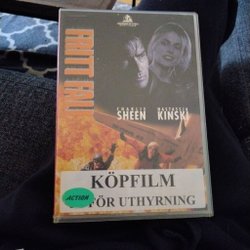 FRITT FALL
CHARLIE NASTASSJA
SHEEN KINSKI
KÖPFILM
FÖR UTHYRNING
ACTION